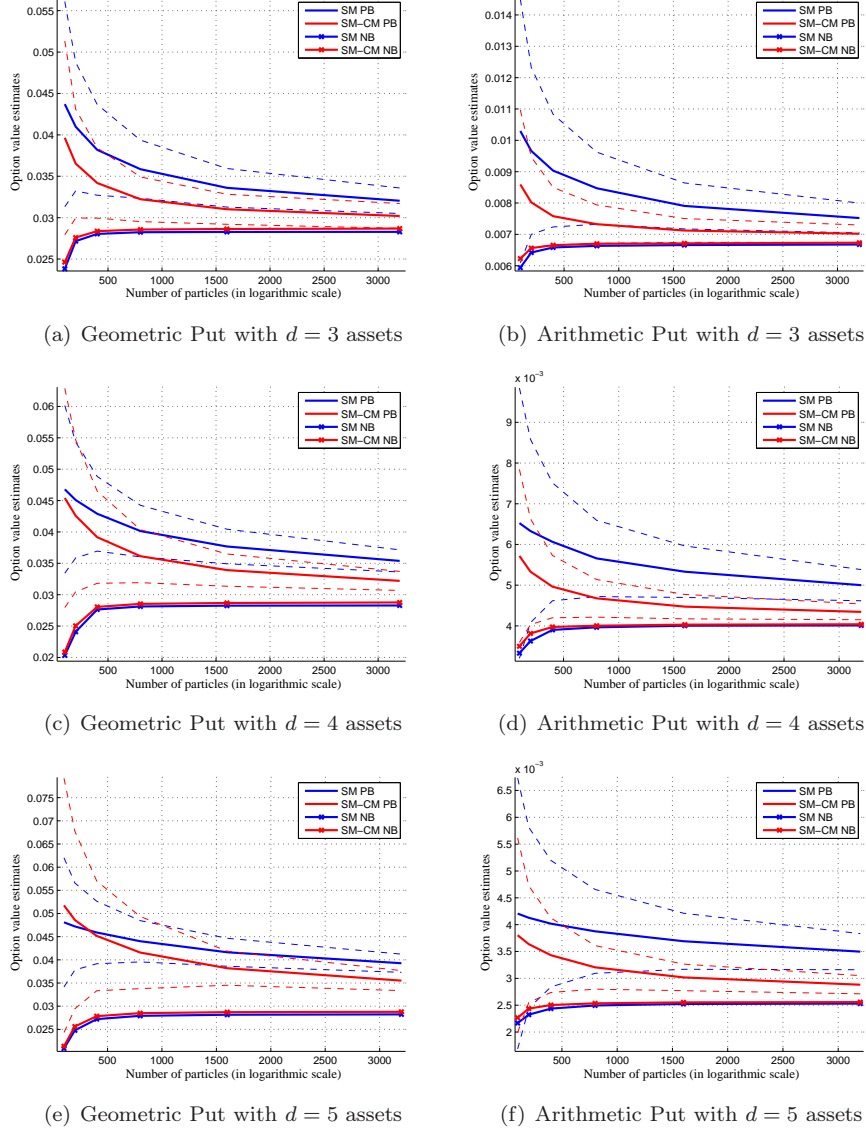 0.055
0.05
0.045
0.04
0.035
0.03
0.025
Option value estimates
SM PB
SM−CM PB
SM NB
SM−CM NB
500 1000 1500 2000 2500 3000
Number of particles (in logarithmic scale)
(a) Geometric Put with d = 3 assets
0.014
0.013
0.012
0.011
0.01
0.009
0.008
0.007
0.006
Option value estimates
SM PB
SM−CM PB
SM NB
SM−CM NB
500 1000 1500 2000 2500 3000
Number of particles (in logarithmic scale)
(b) Arithmetic Put with d = 3 assets
0.06
0.055
0.05
0.045
0.04
0.035
0.03
0.025
0.02
Option value estimates
SM PB
SM−CM PB
SM NB
SM−CM NB
500 1000 1500 2000 2500 3000
Number of particles (in logarithmic scale)
(c) Geometric Put with d = 4 assets
x 10⁻³
9
8
7
6
5
4
Option value estimates
SM PB
SM−CM PB
SM NB
SM−CM NB
500 1000 1500 2000 2500 3000
Number of particles (in logarithmic scale)
(d) Arithmetic Put with d = 4 assets
0.075
0.07
0.065
0.06
0.055
0.05
0.045
0.04
0.035
0.03
0.025
Option value estimates
SM PB
SM−CM PB
SM NB
SM−CM NB
500 1000 1500 2000 2500 3000
Number of particles (in logarithmic scale)
(e) Geometric Put with d = 5 assets
x 10⁻³
6.5
6
5.5
5
4.5
4
3.5
3
2.5
2
Option value estimates
SM PB
SM−CM PB
SM NB
SM−CM NB
500 1000 1500 2000 2500 3000
Number of particles (in logarithmic scale)
(f) Arithmetic Put with d = 5 assets